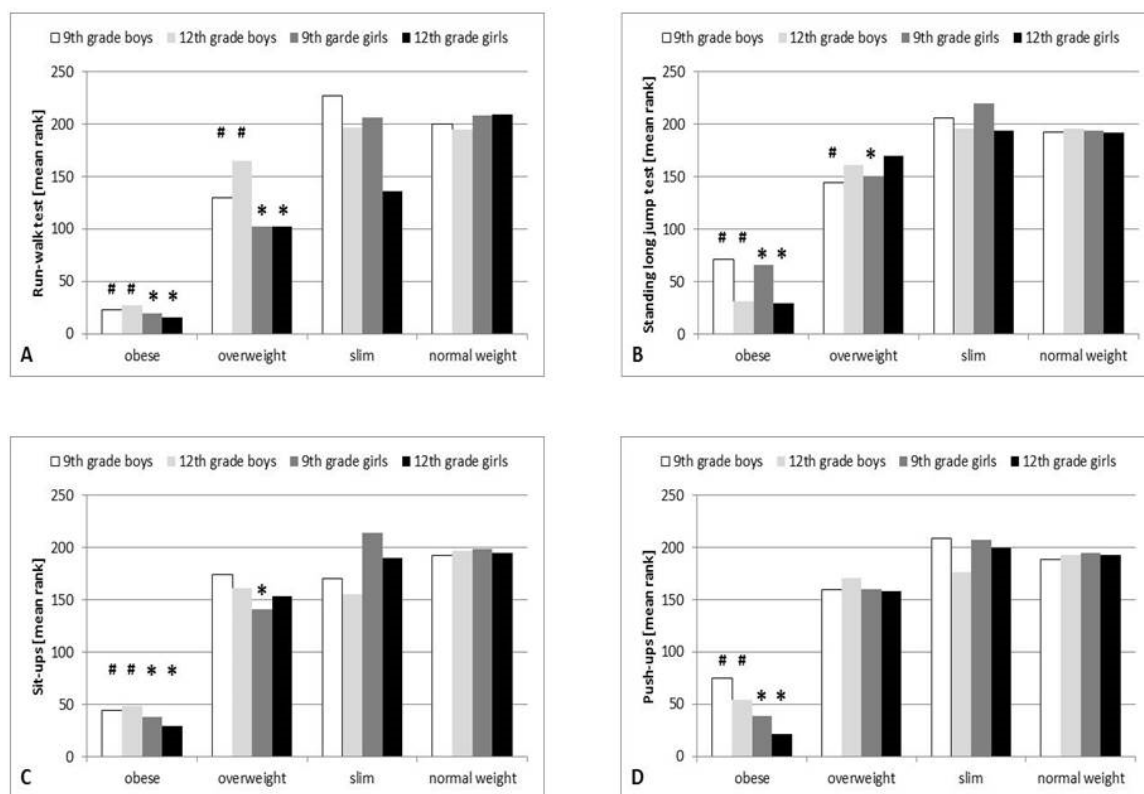 9th grade boys 12th grade boys 9th garde girls 12th grade girls
Run-walk test [mean rank]
250
200
150
100
50
0
# #
* *
# #
* *
obese overweight slim normal weight
A
9th grade boys 12th grade boys 9th grade girls 12th grade girls
Standing long jump test [mean rank]
250
200
150
100
50
0
# *
# #
* *
obese overweight slim normal weight
B
9th grade boys 12th grade boys 9th grade girls 12th grade girls
Sit-ups [mean rank]
250
200
150
100
50
0
*
# # * *
obese overweight slim normal weight
C
9th grade boys 12th grade boys 9th grade girls 12th grade girls
Push-ups [mean rank]
250
200
150
100
50
0
# #
* *
obese overweight slim normal weight
D